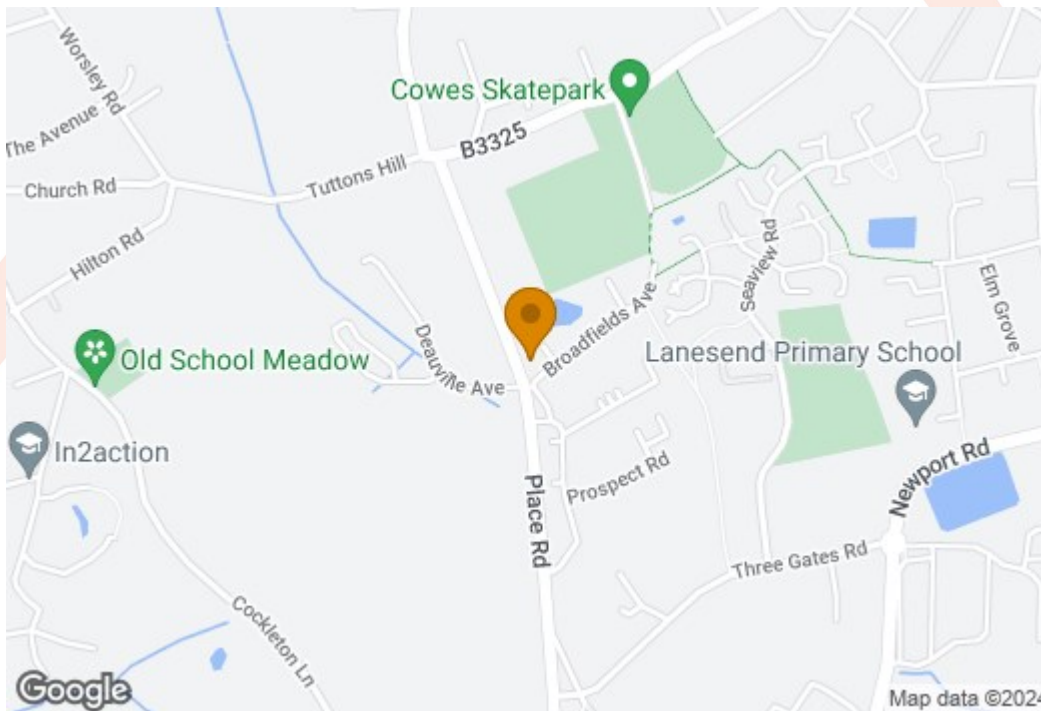 Worsley Rd
The Avenue
Church Rd
Hilton Rd
Tuttons Hill
B3325
Cowes Skatepark
Seaview Rd
Elm Grove
Broadfields Ave
Deauville Ave
Old School Meadow
Lanesend Primary School
In2action
Place Rd
Prospect Rd
Newport Rd
Three Gates Rd
Cockleton Ln
Google
Map data ©2024